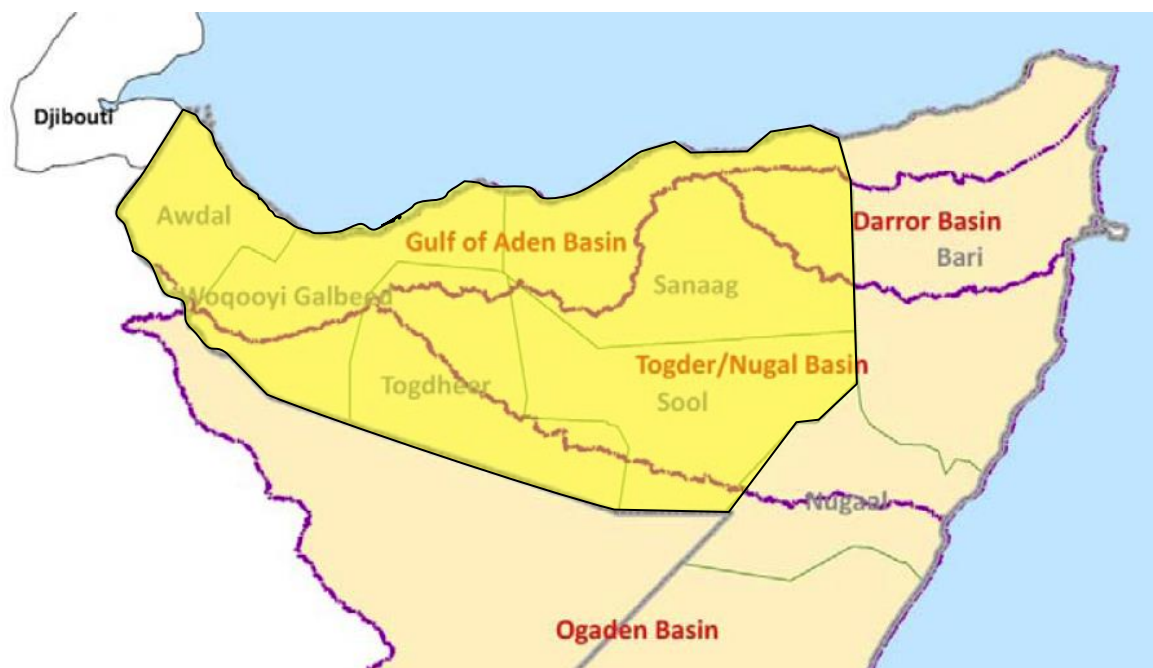 Djibouti
Awdal
Darror Basin
Gulf of Aden Basin
Bari
Woqooyi Galbeed
Sanaag
Togder/Nugal Basin
Togdheer
Sool
Nugaal
Ogaden Basin